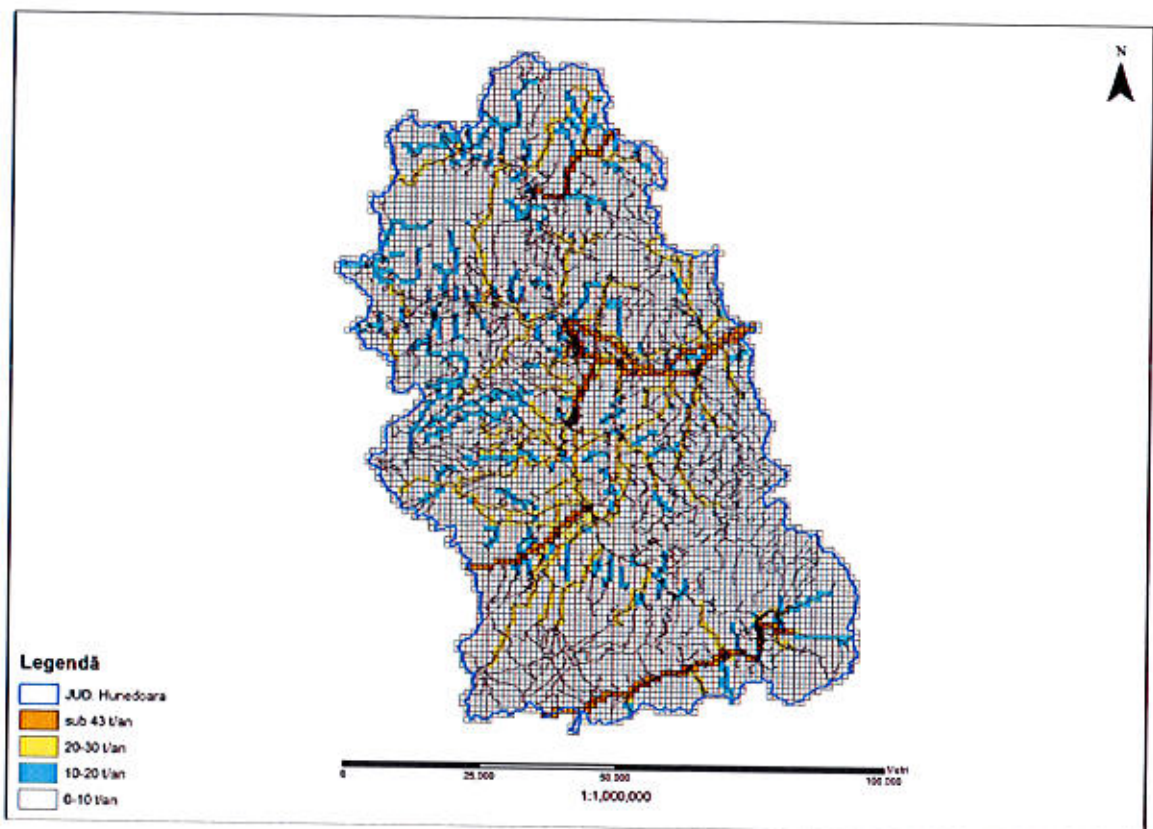 N
Legendă
JUD. Hunedoara
sub 43 t/an
20-30 t/an
10-20 t/an
0-10 t/an
Metri
0 25.000 50.000 100.000
1:1,000,000